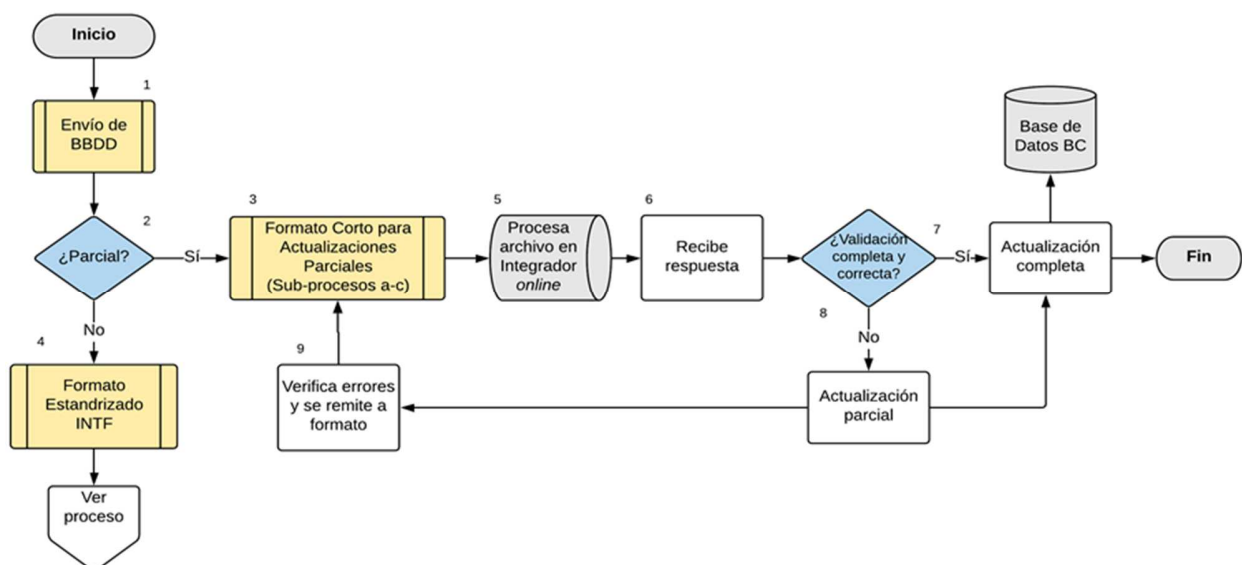 Inicio
1
Envío de
BBDD
2
¿Parcial?
Sí
No
3
Formato Corto para
Actualizaciones
Parciales
(Sub-procesos a-c)
4
Formato
Estandrizado
INTF
Ver
proceso
5
Procesa
archivo en
Integrador
online
6
Recibe
respuesta
¿Validación
completa y
correcta?
7
Sí
8
No
Actualización
completa
Base de
Datos BC
Fin
Actualización
parcial
9
Verifica errores
y se remite a
formato